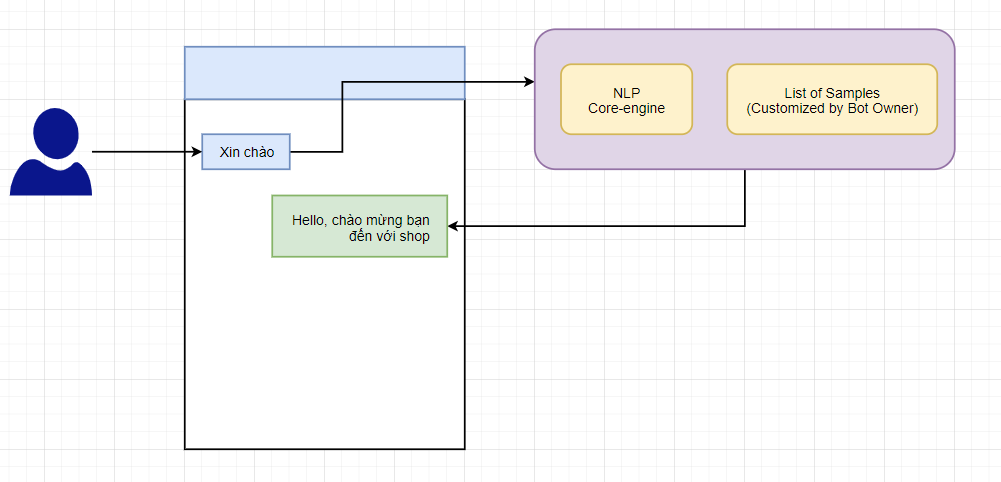 NLP
Core-engine
List of Samples
(Customized by Bot Owner)
Xin chào
Hello, chào mừng bạn
đến với shop